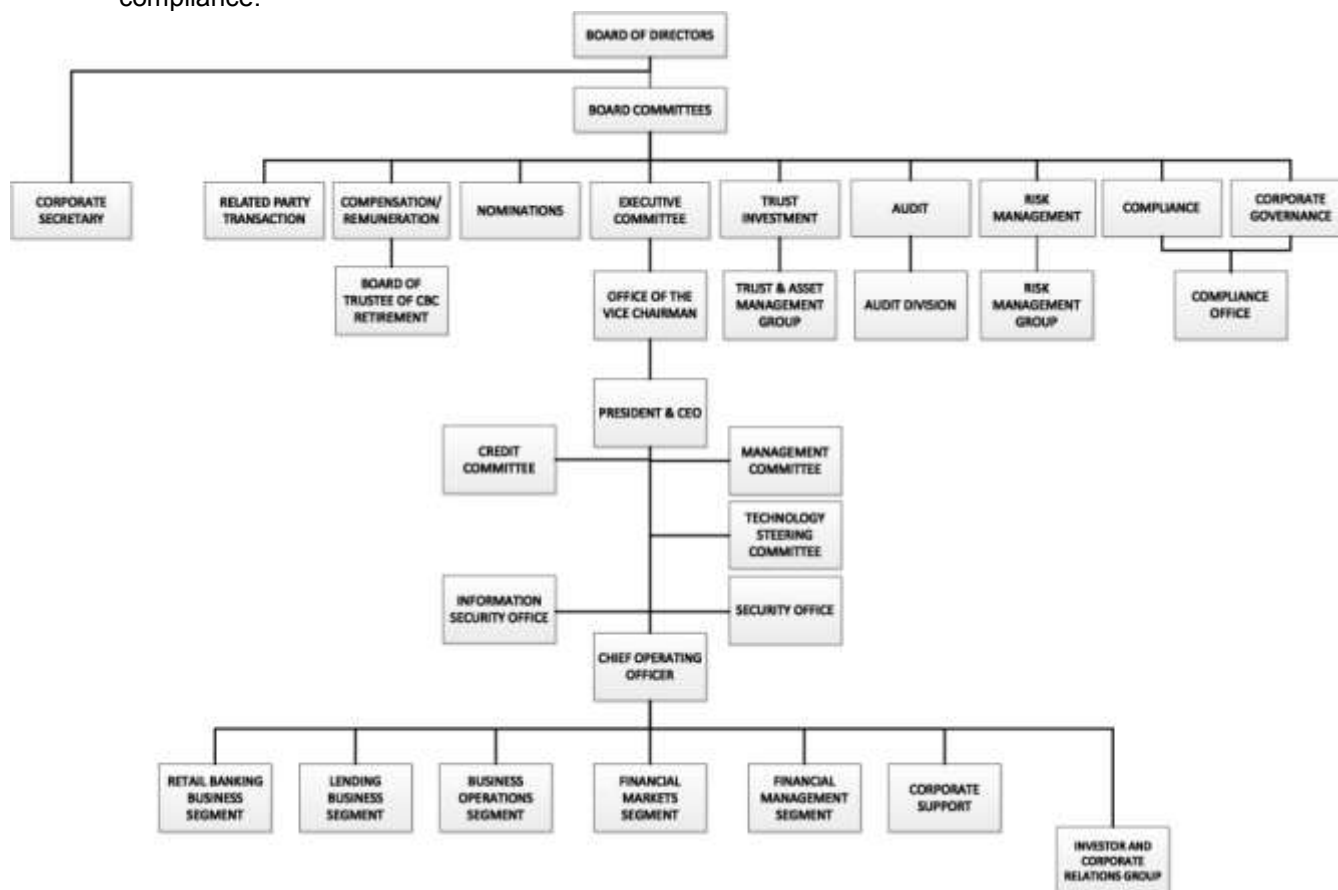 compliance.
BOARD OF DIRECTORS
BOARD COMMITTEES
CORPORATE
SECRETARY
RELATED PARTY
TRANSACTION
COMPENSATION/
REMUNERATION
NOMINATIONS
EXECUTIVE
COMMITTEE
TRUST
INVESTMENT
AUDIT
RISK
MANAGEMENT
COMPLIANCE
CORPORATE
GOVERNANCE
BOARD OF
TRUSTEE OF CBC
RETIREMENT
OFFICE OF THE
VICE CHAIRMAN
TRUST & ASSET
MANAGEMENT
GROUP
AUDIT DIVISION
RISK
MANAGEMENT
GROUP
COMPLIANCE
OFFICE
PRESIDENT & CEO
CREDIT
COMMITTEE
MANAGEMENT
COMMITTEE
TECHNOLOGY
STEERING
COMMITTEE
INFORMATION
SECURITY OFFICE
SECURITY OFFICE
CHIEF OPERATING
OFFICER
RETAIL BANKING
BUSINESS
SEGMENT
LENDING
BUSINESS
SEGMENT
BUSINESS
OPERATIONS
SEGMENT
FINANCIAL
MARKETS
SEGMENT
FINANCIAL
MANAGEMENT
SEGMENT
CORPORATE
SUPPORT
INVESTOR AND
CORPORATE
RELATIONS GROUP